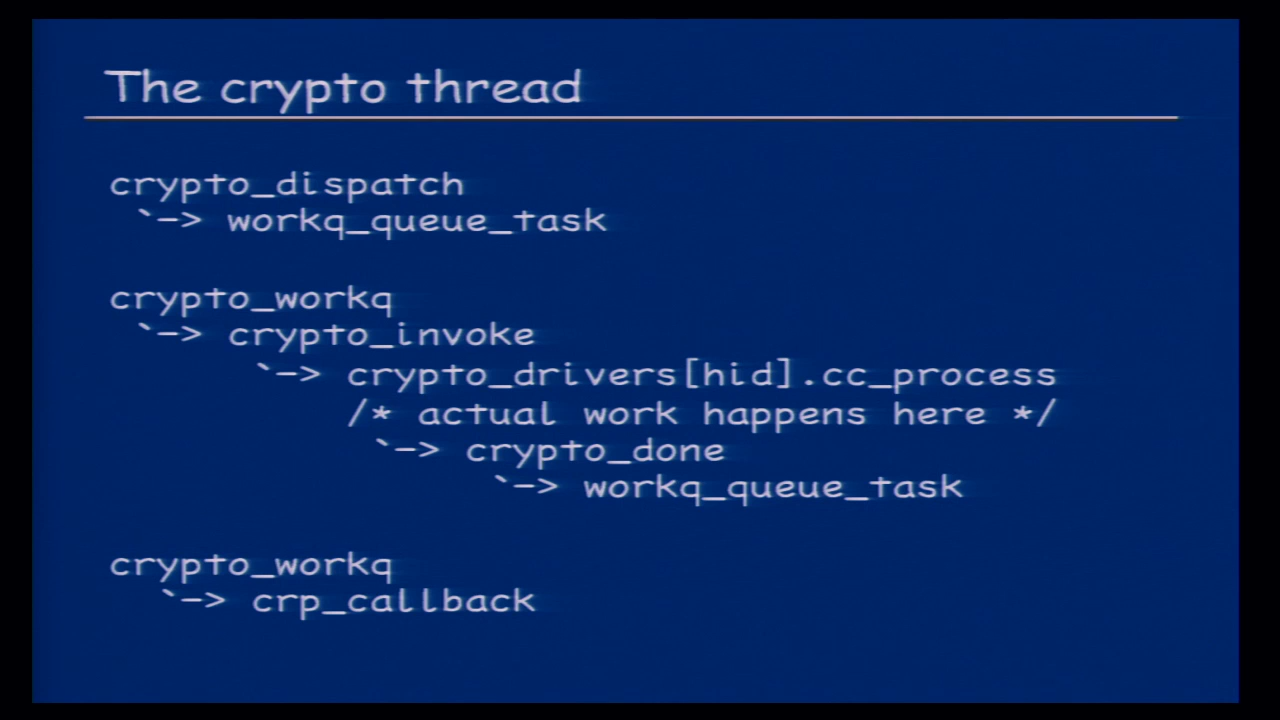 The crypto thread
crypto_dispatch
`-> workq_queue_task
crypto_workq
`-> crypto_invoke
`-> crypto_drivers[hid].cc_process
/* actual work happens here */
`-> crypto_done
`-> workq_queue_task
crypto_workq
`-> crp_callback